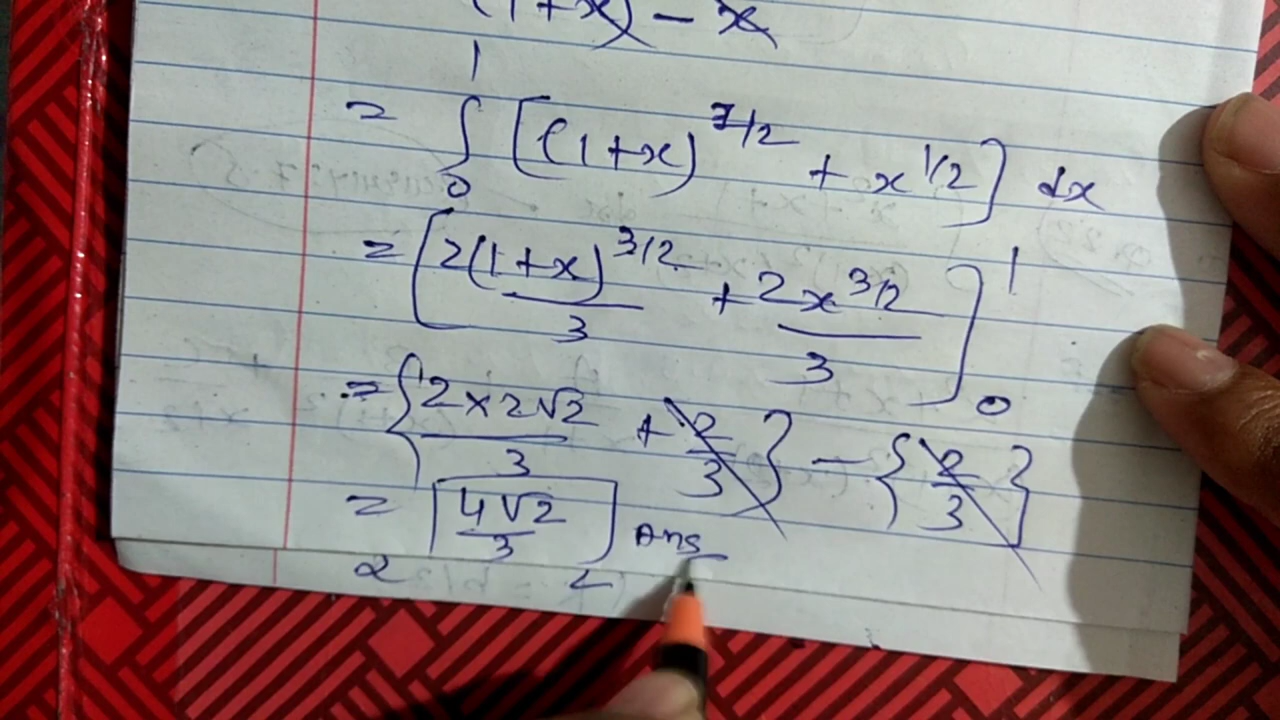 (1+x) - x
= ∫₀¹ [(1+x)^{7/2} + x^{1/2}] dx
= [2(1+x)^{3/2}/3 + 2x^{3/2}/3]₀¹
= {2×2√2/3 + 2/3} - {2/3}
= [4√2/3] Ans